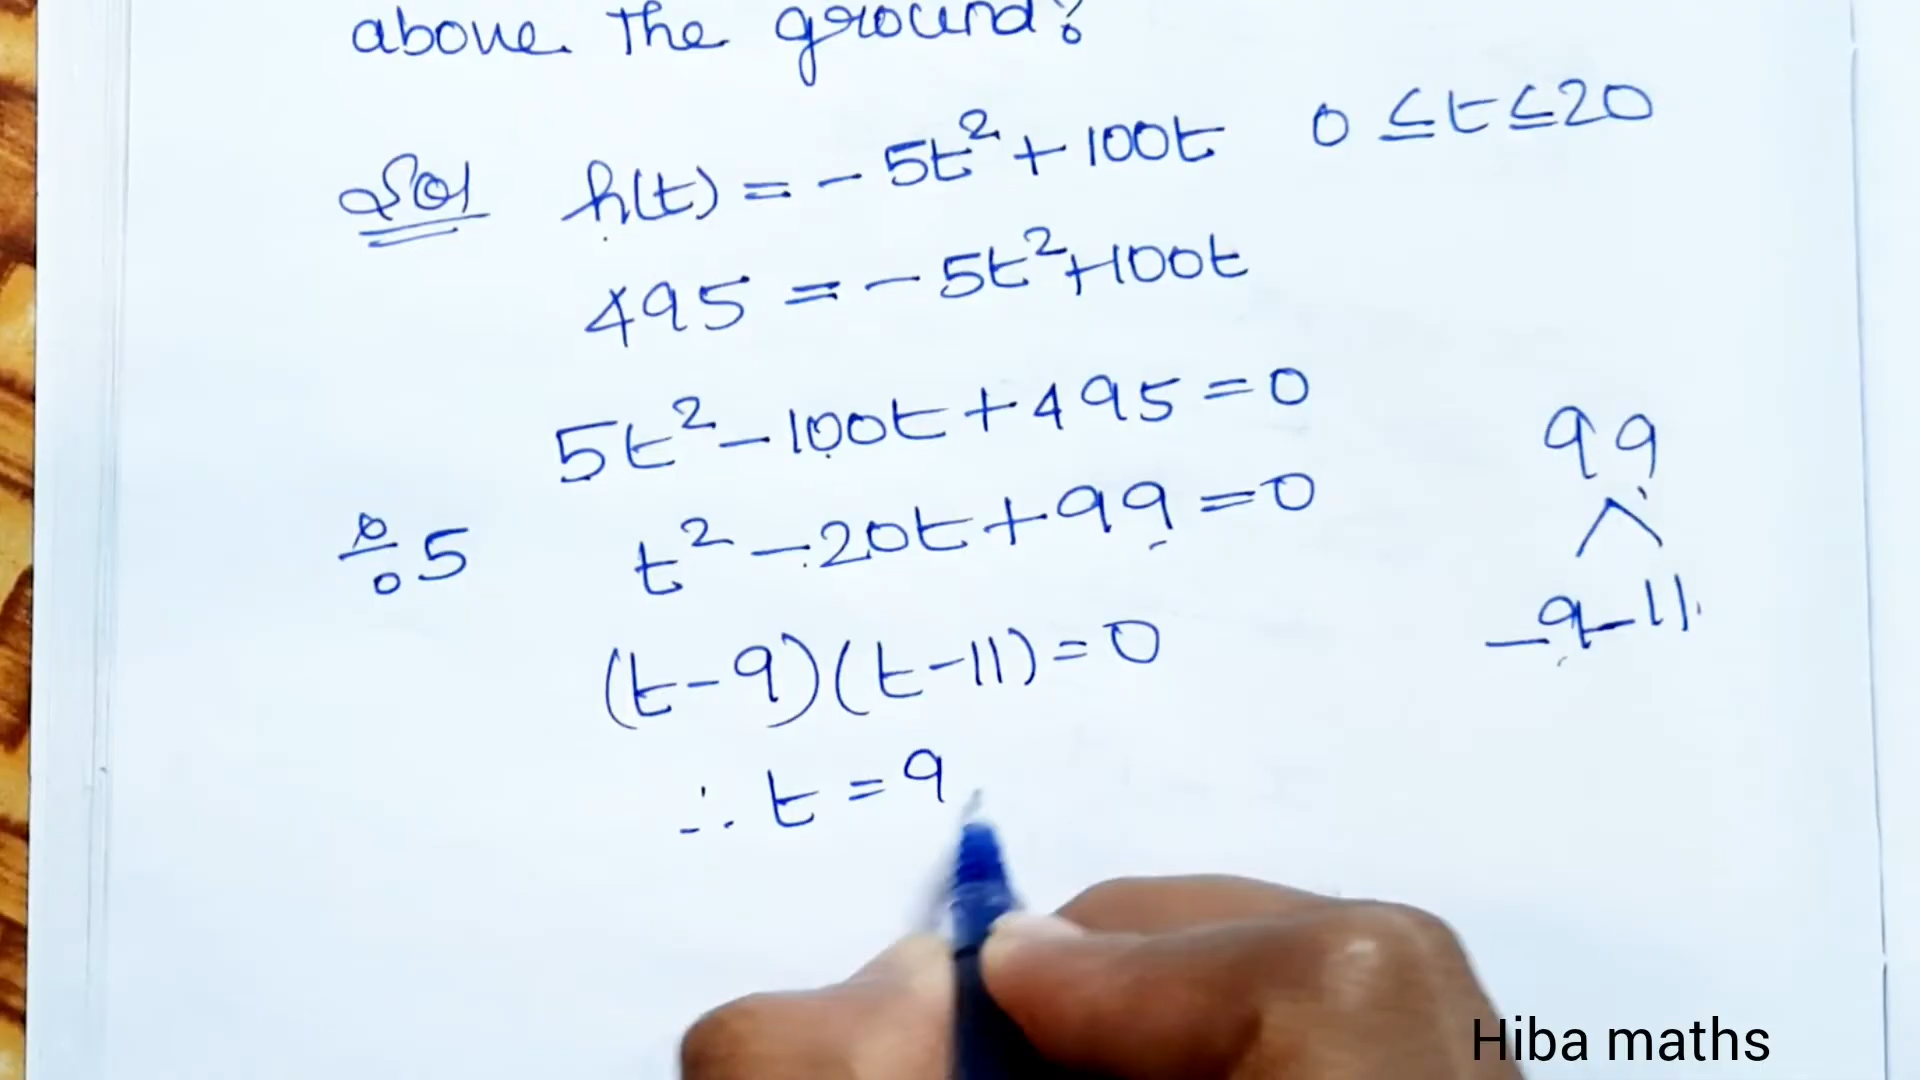 above the ground?
Sol h(t) = - 5t² + 100t 0 ≤ t ≤ 20
495 = - 5t² + 100t
5t² - 100t + 495 = 0
÷ 5 t² - 20t + 99 = 0
99
-9 -11
(t - 9)(t - 11) = 0
∴ t = 9
Hiba maths